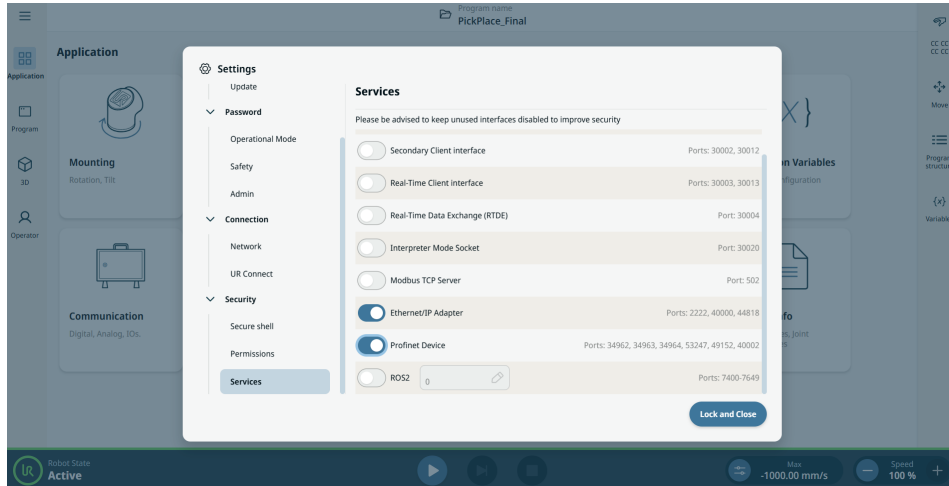 Program name
PickPlace_Final
Application
Application
Program
3D
Operator
Mounting
Rotation, Tilt
Communication
Digital, Analog, IOs.
Settings
Update
Password
Operational Mode
Safety
Admin
Connection
Network
UR Connect
Security
Secure shell
Permissions
Services
Services
Please be advised to keep unused interfaces disabled to improve security
Secondary Client interface
Ports: 30002, 30012
Real-Time Client interface
Ports: 30003, 30013
Real-Time Data Exchange (RTDE)
Port: 30004
Interpreter Mode Socket
Port: 30020
Modbus TCP Server
Port: 502
Ethernet/IP Adapter
Ports: 2222, 40000, 44818
Profinet Device
Ports: 34962, 34963, 34964, 53247, 49152, 40002
ROS2
0
Ports: 7400-7649
Lock and Close
X }
n Variables
figuration
fo
es, Joint
Move
Program
structu
{x}
Variabl
UR
Robot State
Active
Max
-1000.00 mm/s
Speed
100 %